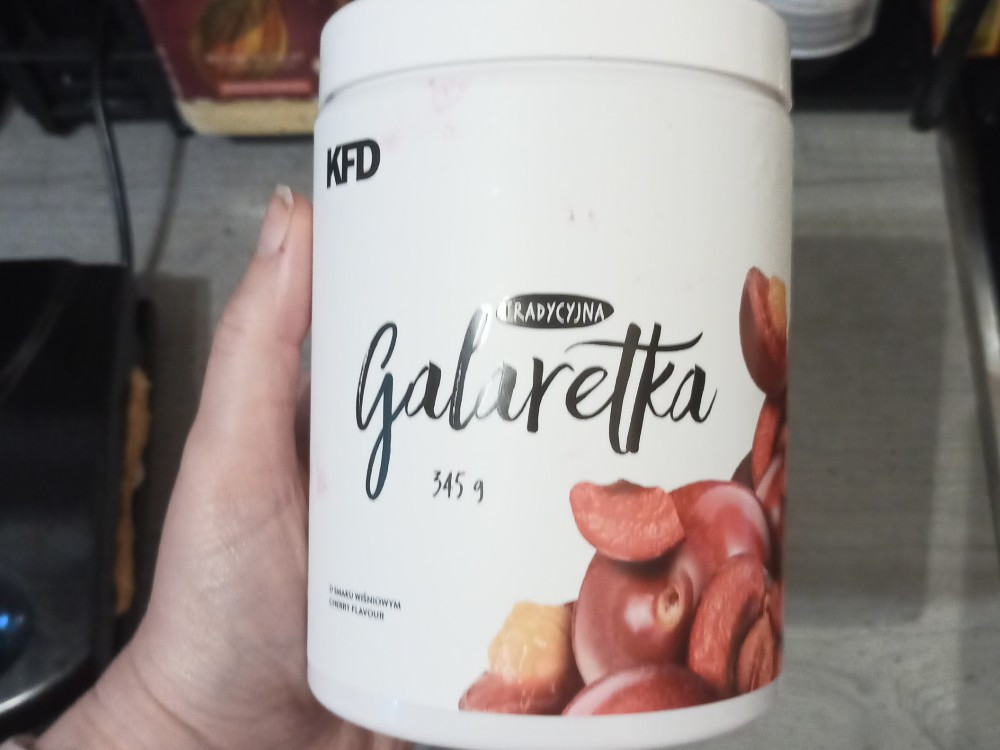 KFD
TRADYCYJNA
Galaretka
345 g
O SMAKU WIŚNIOWYM
CHERRY FLAVOUR